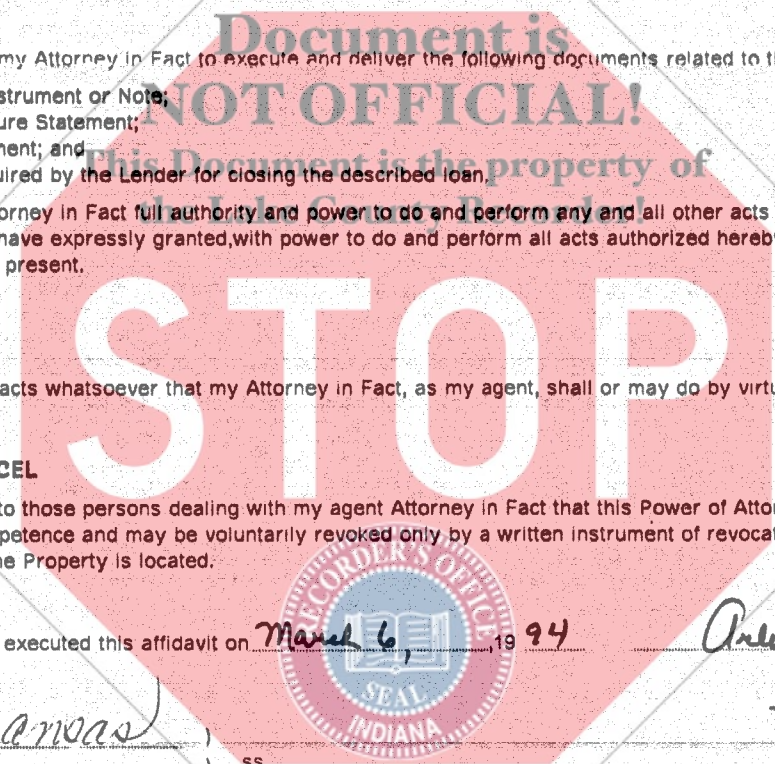 Document is
my Attorney in Fact to execute and deliver the following documents related to
strument or Note;
NOT OFFICIAL!
ure Statement;
ment; and
This Document is the property of
uired by the Lender for closing the described loan,
the Lake County Recorder!
orney in Fact full authority and power to do and perform any and all other acts
have expressly granted,with power to do and perform all acts authorized hereby
present.
STOP
acts whatsoever that my Attorney in Fact, as my agent, shall or may do by virtu
CEL
to those persons dealing with my agent Attorney in Fact that this Power of Attor
petence and may be voluntarily revoked only by a written instrument of revocat
he Property is located.
RECORDER'S OFFICE
executed this affidavit on March 6, ,19 94
SEAL
INDIANA
ansas )
) ss